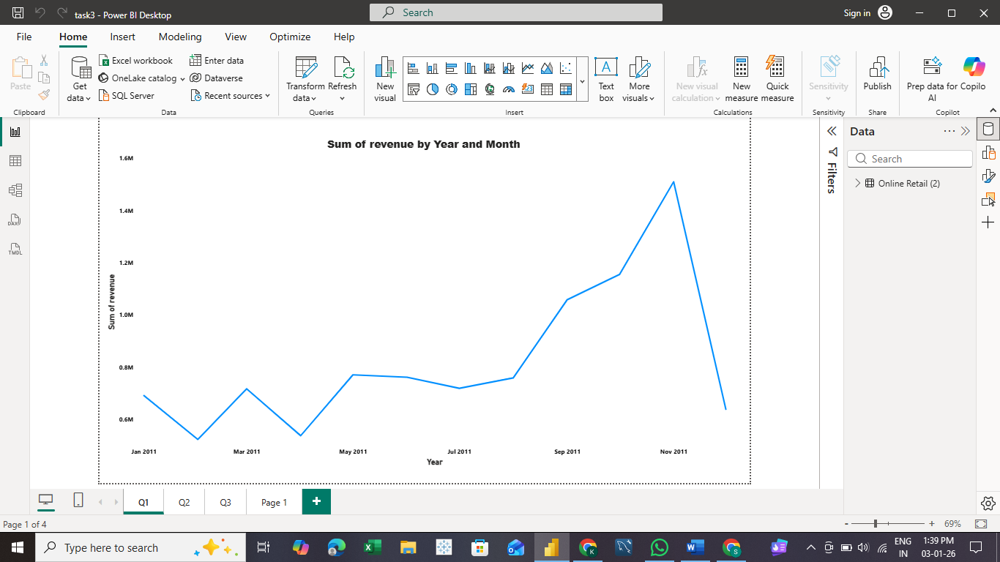 task3 - Power BI Desktop
Search
Sign in
File Home Insert Modeling View Optimize Help
Paste
Clipboard
Get data
Excel workbook
OneLake catalog
SQL Server
Enter data
Dataverse
Recent sources
Data
Transform data
Refresh
Queries
New visual
Text box
More visuals
Insert
New visual calculation
New measure
Quick measure
Calculations
Sensitivity
Sensitivity
Publish
Share
Prep data for AI
Copilo
Copilot
DAX
TMDL
Sum of revenue by Year and Month
1.6M
1.4M
1.2M
1.0M
0.8M
0.6M
Sum of revenue
Jan 2011 Mar 2011 May 2011 Jul 2011 Sep 2011 Nov 2011
Year
Filters
Data
Search
Online Retail (2)
Q1 Q2 Q3 Page 1
Page 1 of 4
- + 69%
Type here to search
ENG
IN
1:39 PM
03-01-26